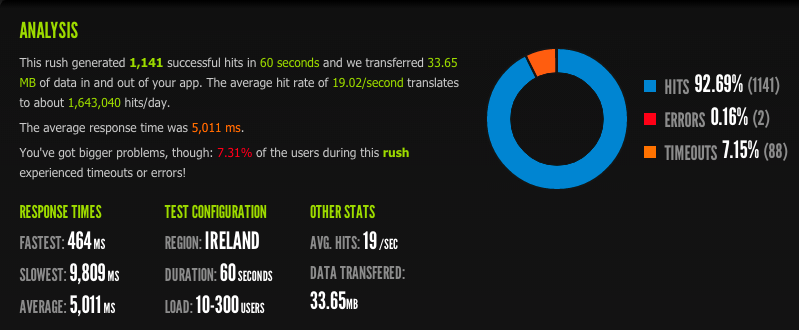 ANALYSIS
This rush generated 1,141 successful hits in 60 seconds and we transferred 33.65
MB of data in and out of your app. The average hit rate of 19.02/second translates
to about 1,643,040 hits/day.
The average response time was 5,011 ms.
You've got bigger problems, though: 7.31% of the users during this rush
experienced timeouts or errors!
HITS 92.69% (1141)
ERRORS 0.16% (2)
TIMEOUTS 7.15% (88)
RESPONSE TIMES
FASTEST: 464 MS
SLOWEST: 9,809 MS
AVERAGE: 5,011 MS
TEST CONFIGURATION
REGION: IRELAND
DURATION: 60 SECONDS
LOAD: 10-300 USERS
OTHER STATS
AVG. HITS: 19 /SEC
DATA TRANSFERED:
33.65MB